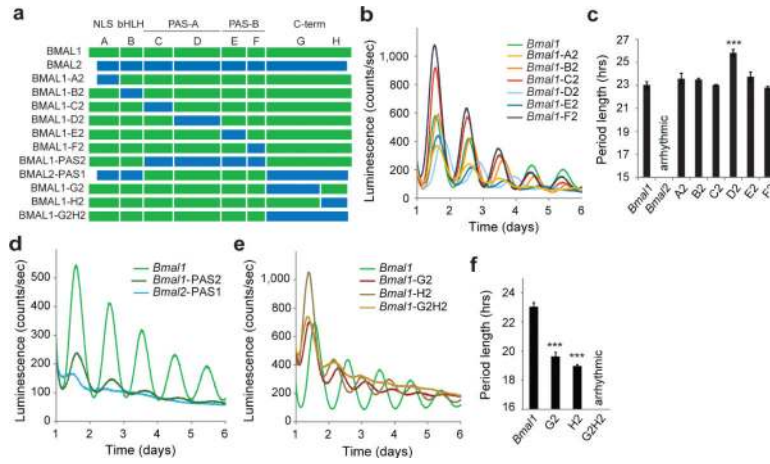 a
NLS bHLH PAS-A PAS-B C-term
A B C D E F G H
BMAL1
BMAL2
BMAL1-A2
BMAL1-B2
BMAL1-C2
BMAL1-D2
BMAL1-E2
BMAL1-F2
BMAL1-PAS2
BMAL2-PAS1
BMAL1-G2
BMAL1-H2
BMAL1-G2H2
b
Luminescence (counts/sec)
1,000
800
600
400
200
0
1 2 3 4 5 6
Time (days)
Bmal1
Bmal1-A2
Bmal1-B2
Bmal1-C2
Bmal1-D2
Bmal1-E2
Bmal1-F2
c
Period length (hrs)
27
25
23
21
19
17
15
***
arrhythmic
Bmal1 Bmal2 A2 B2 C2 D2 E2
d
Luminescence (counts/sec)
500
400
300
200
100
0
1 2 3 4 5 6
Time (days)
Bmal1
Bmal1-PAS2
Bmal2-PAS1
e
Luminescence (counts/sec)
1,000
800
600
400
200
0
1 2 3 4 5 6
Time (days)
Bmal1
Bmal1-G2
Bmal1-H2
Bmal1-G2H2
f
Period length (hrs)
24
22
20
18
16
*** ***
arrhythmic
Bmal1 G2 H2 G2H2